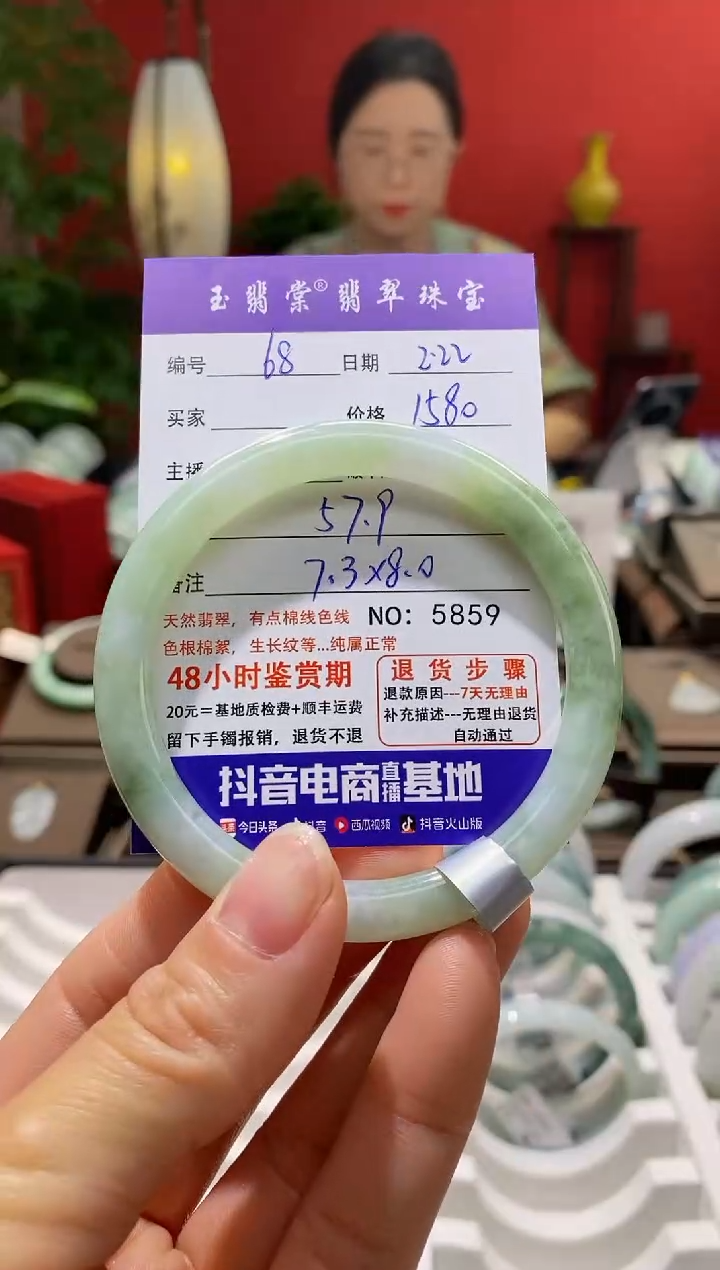 玉翡棠®翡翠珠宝
编号 68 日期 2.22
买家 价格 1580
主播
57.9
备注 7.3x8.0
天然翡翠，有点棉线色线 NO: 5859
色根棉絮，生长纹等...纯属正常
48小时鉴赏期
20元=基地质检费+顺丰运费
留下手镯报销，退货不退
退货步骤
退款原因---7天无理由
补充描述---无理由退货
自动通过
抖音电商直播基地
今日头条 抖音 西瓜视频 抖音火山版